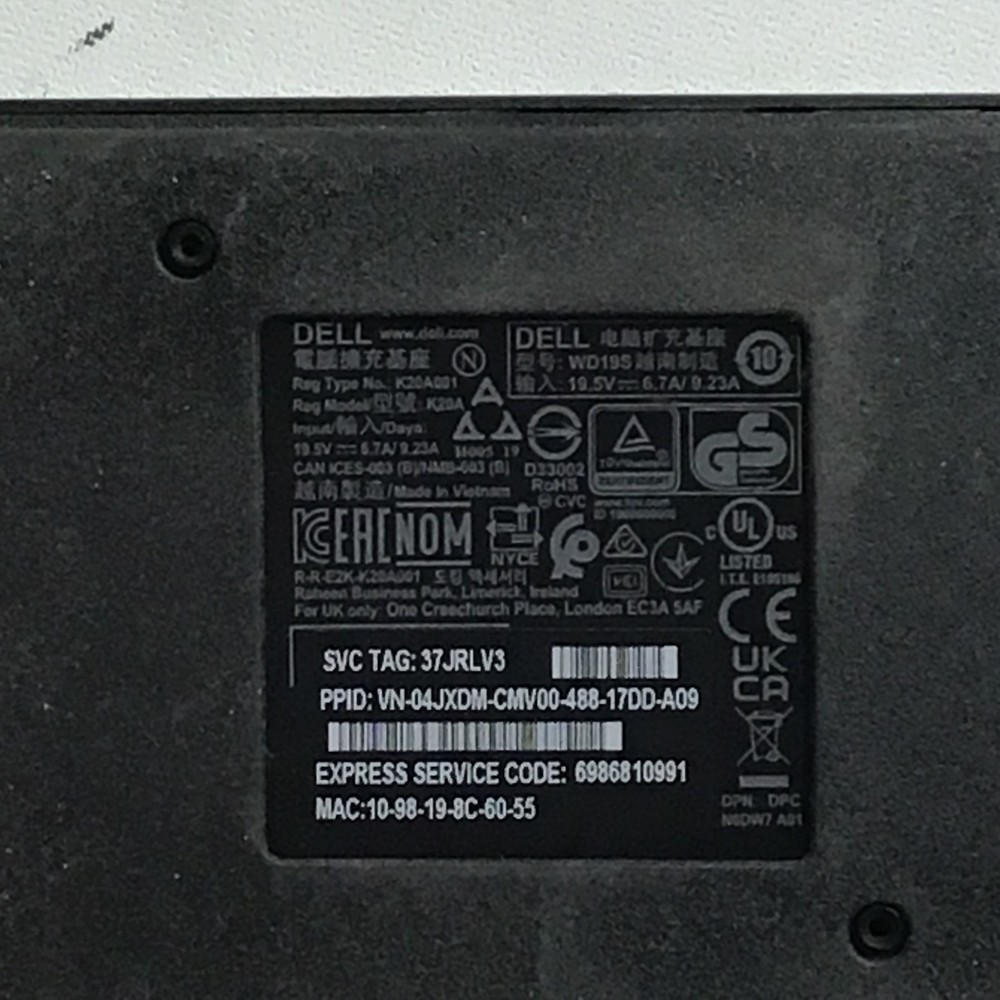 DELL www.dell.com
電腦擴充基座 N
Reg Type No.: K20A001
Reg Model/型號: K20A
Input/輸入/Daya:
19.5V ⎓ 6.7A/ 9.23A
CAN ICES-003 (B)/NMB-003 (B)
越南製造/Made in Vietnam
DELL 电脑扩充基座
型号: WD19S 越南制造
输入: 19.5V ⎓ 6.7A/ 9.23A
10
D33002
RoHS
CVC
GS
EAC NOM
NYCE
C UL US
LISTED
I.T.E.
R-R-E2K-K20A001 도킹 액세서리
Raheen Business Park, Limerick, Ireland
For UK only: One Creechurch Place, London EC3A 5AF
CE
UK
CA
SVC TAG: 37JRLV3
PPID: VN-04JXDM-CMV00-488-17DD-A09
EXPRESS SERVICE CODE: 6986810991
MAC:10-98-19-8C-60-55
DPN DPC
N6DW7 A01